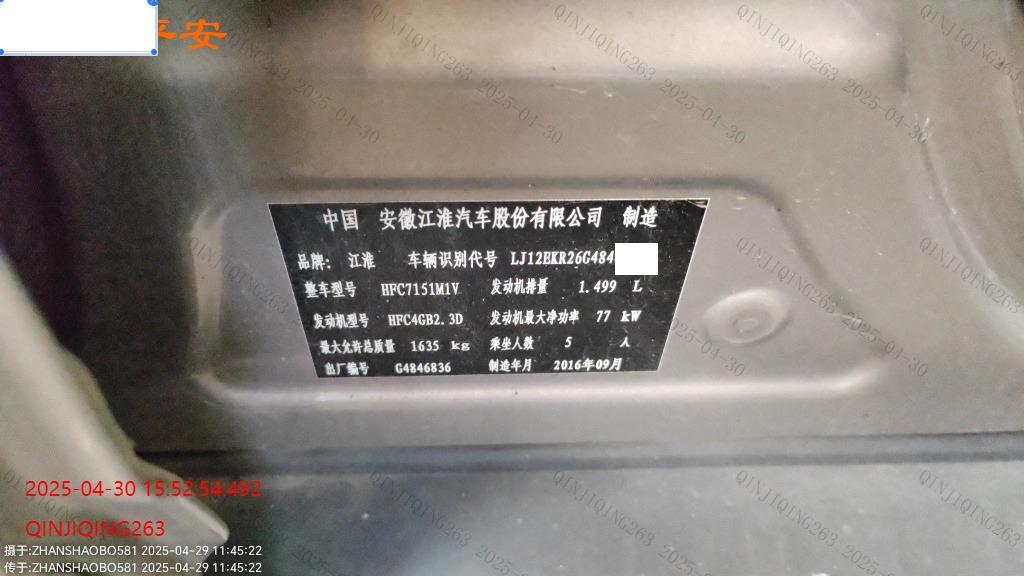 平安
中国 安徽江淮汽车股份有限公司 制造
品牌: 江淮 车辆识别代号 LJ12EKR26G484
整车型号 HFC7151M1V 发动机排量 1.499 L
发动机型号 HFC4GB2.3D 发动机最大净功率 77 kW
最大允许总质量 1635 kg 乘坐人数 5 人
出厂编号 G4846836 制造年月 2016年09月
2025-04-30 15:52:54.492
QINJIQING263
摄于:ZHANSHAOBO581 2025-04-29 11:45:22
传于:ZHANSHAOBO581 2025-04-29 11:45:22
QINJIQING263 2025-04-30